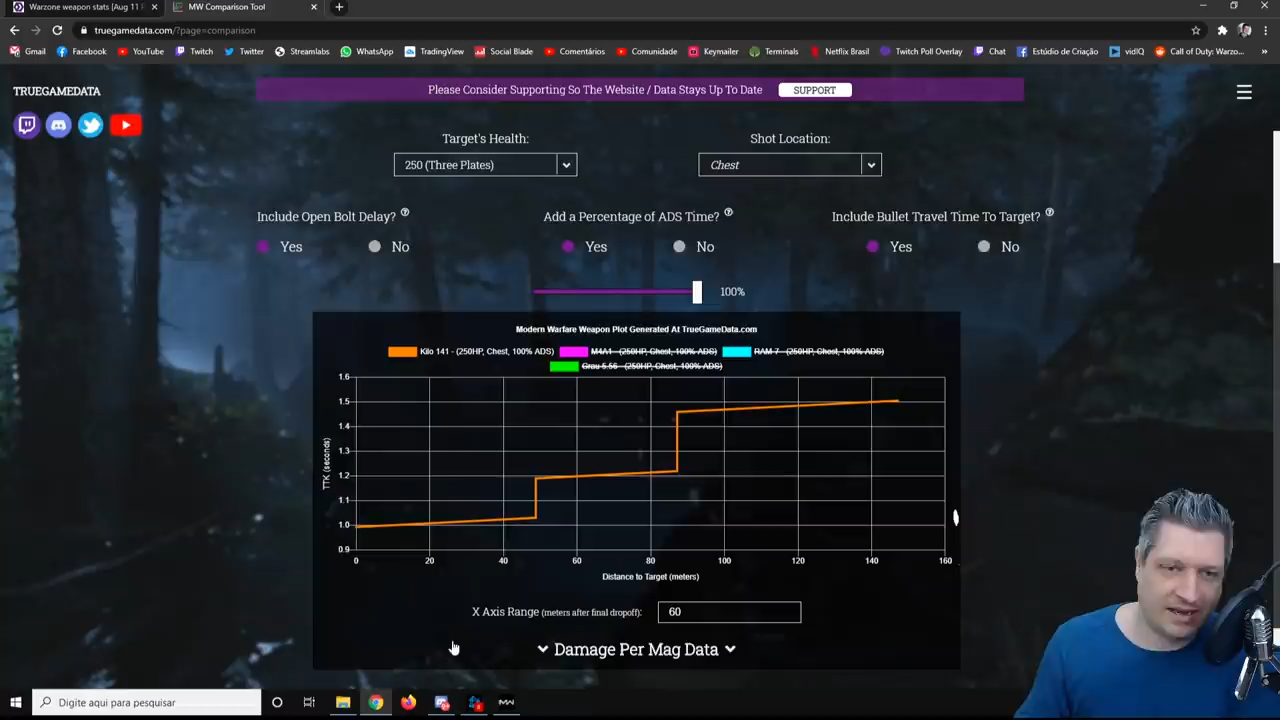 Warzone weapon stats (Aug 11
MW Comparison Tool
truegamedata.com/?page=comparison
Gmail Facebook YouTube Twitch Twitter Streamlabs WhatsApp TradingView Social Blade Comentários Comunidade Keymailer Terminals Netflix Brasil Twitch Poll Overlay Chat Estúdio de Criação vidIQ Call of Duty: Warzo...
TRUEGAMEDATA
Please Consider Supporting So The Website / Data Stays Up To Date SUPPORT
Target's Health: Shot Location:
250 (Three Plates) Chest
Include Open Bolt Delay? Add a Percentage of ADS Time? Include Bullet Travel Time To Target?
Yes No Yes No Yes No
100%
Modern Warfare Weapon Plot Generated At TrueGameData.com
Kilo 141 - (250HP, Chest, 100% ADS) M4A1 - (250HP, Chest, 100% ADS) RAM-7 - (250HP, Chest, 100% ADS)
Grau 5.56 - (250HP, Chest, 100% ADS)
1.6
1.5
1.4
1.3
1.2
1.1
1.0
0.9
TTK (seconds)
0 20 40 60 80 100 120 140 160
Distance to Target (meters)
X Axis Range (meters after final dropoff): 60
Damage Per Mag Data
Digite aqui para pesquisar